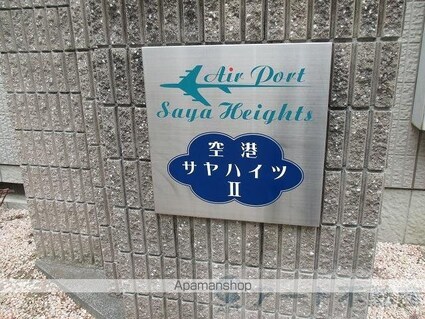 Air Port
Saya Heights
空港
サヤハイツ
II
Apamanshop